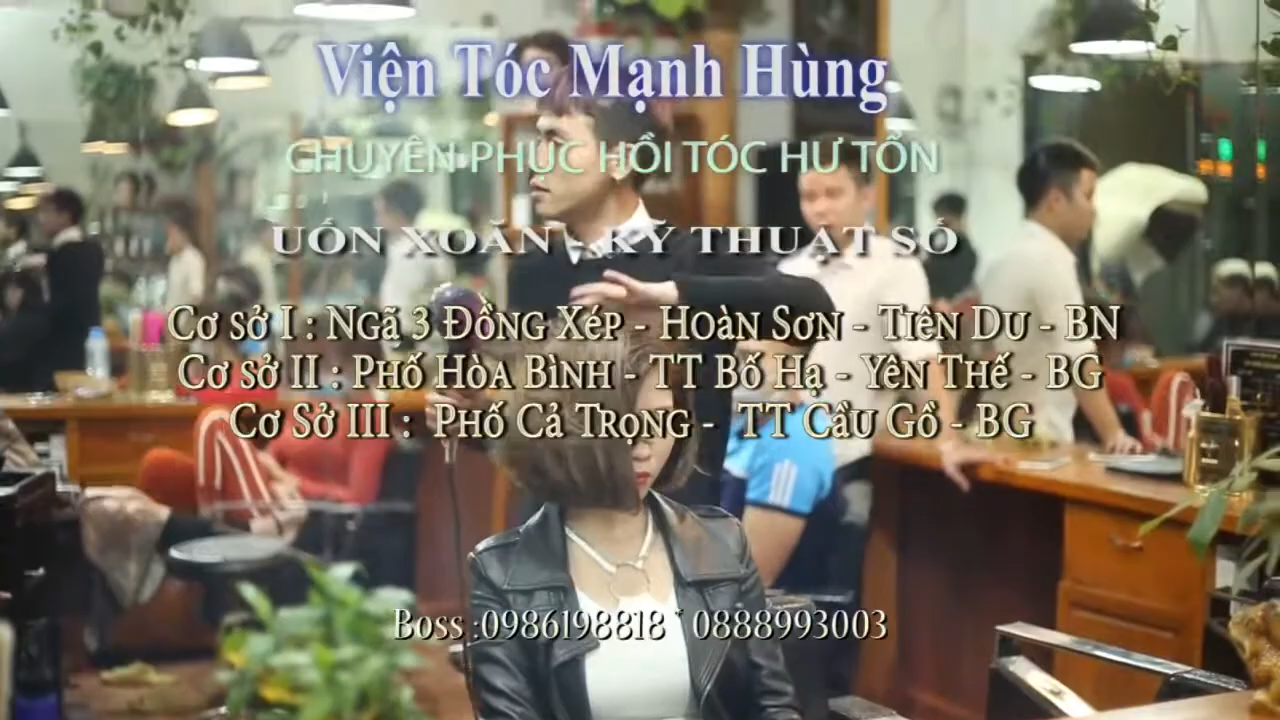 Viện Tóc Mạnh Hùng
CHUYÊN PHỤC HỒI TÓC HƯ TỔN
UỐN XOĂN - KỸ THUẬT SỐ
Cơ sở I : Ngã 3 Đồng Xép - Hoàn Sơn - Tiên Du - BN
Cơ sở II : Phố Hòa Bình - TT Bố Hạ - Yên Thế - BG
Cơ Sở III : Phố Cả Trọng - TT Cầu Gồ - BG
Boss :0986198818 * 0888993003